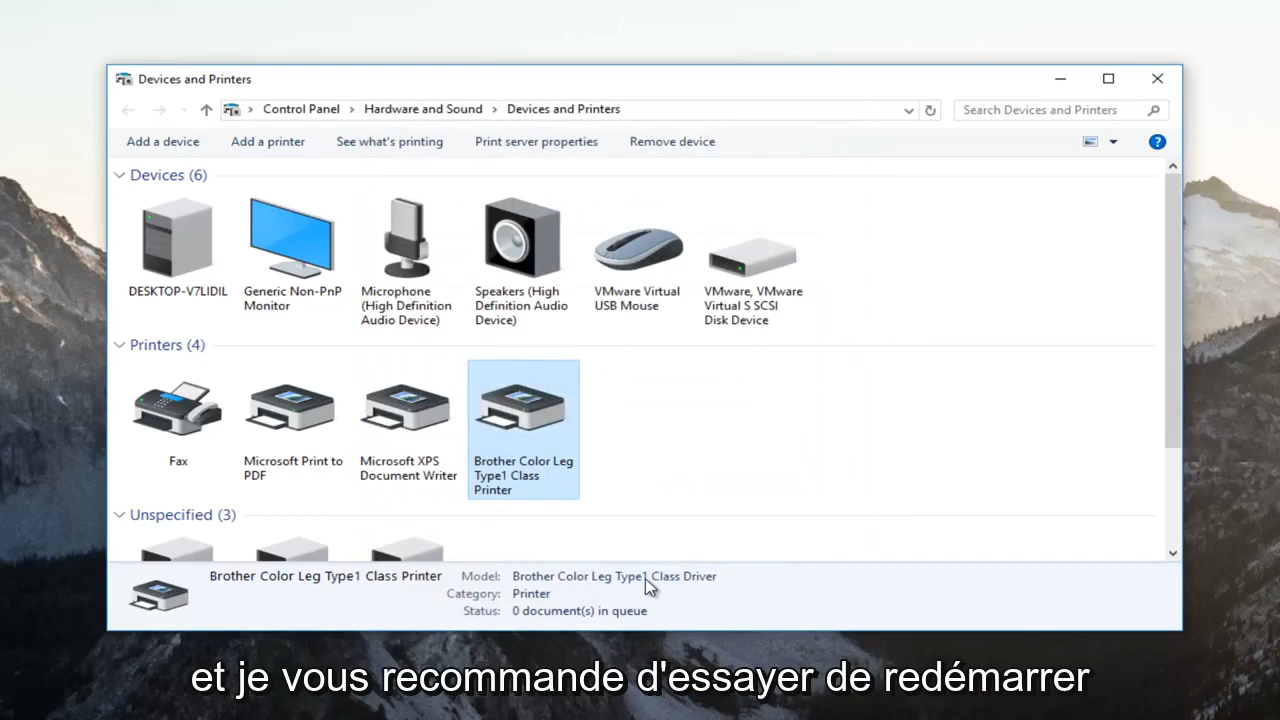 Devices and Printers
Control Panel > Hardware and Sound > Devices and Printers
Search Devices and Printers
Add a device
Add a printer
See what's printing
Print server properties
Remove device
?
Devices (6)
DESKTOP-V7LIDIL
Generic Non-PnP
Monitor
Microphone
(High Definition
Audio Device)
Speakers (High
Definition Audio
Device)
VMware Virtual
USB Mouse
VMware, VMware
Virtual S SCSI
Disk Device
Printers (4)
Fax
Microsoft Print to
PDF
Microsoft XPS
Document Writer
Brother Color Leg
Type1 Class
Printer
Unspecified (3)
Brother Color Leg Type1 Class Printer
Model: Brother Color Leg Type1 Class Driver
Category: Printer
Status: 0 document(s) in queue
et je vous recommande d'essayer de redémarrer